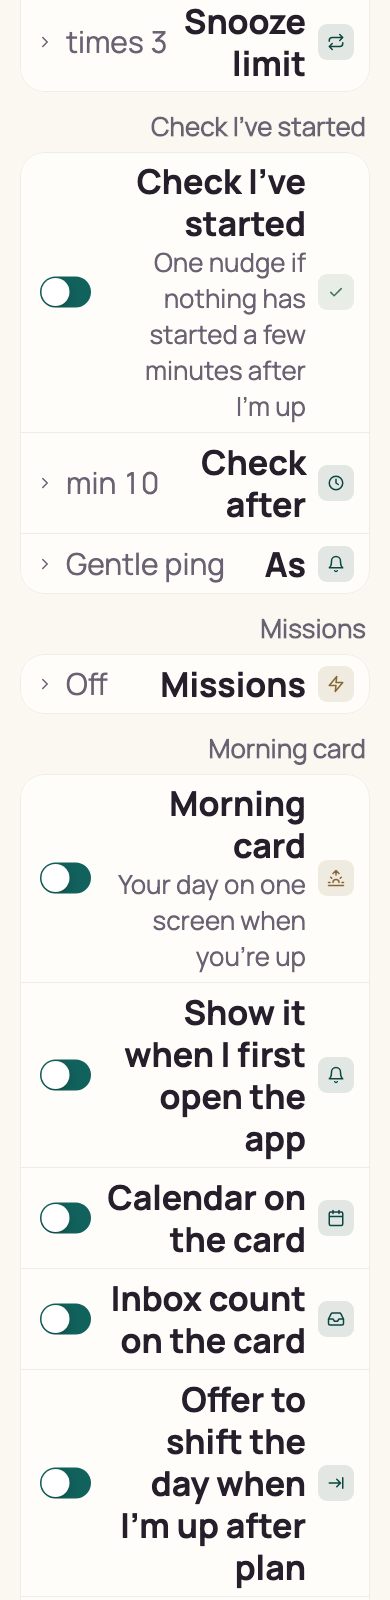 Snooze
limit
times 3
Check I've started
Check I've
started
One nudge if
nothing has
started a few
minutes after
I'm up
Check
after
min 10
As
Gentle ping
Missions
Missions
Off
Morning card
Morning
card
Your day on one
screen when
you're up
Show it
when I first
open the
app
Calendar on
the card
Inbox count
on the card
Offer to
shift the
day when
I'm up after
plan